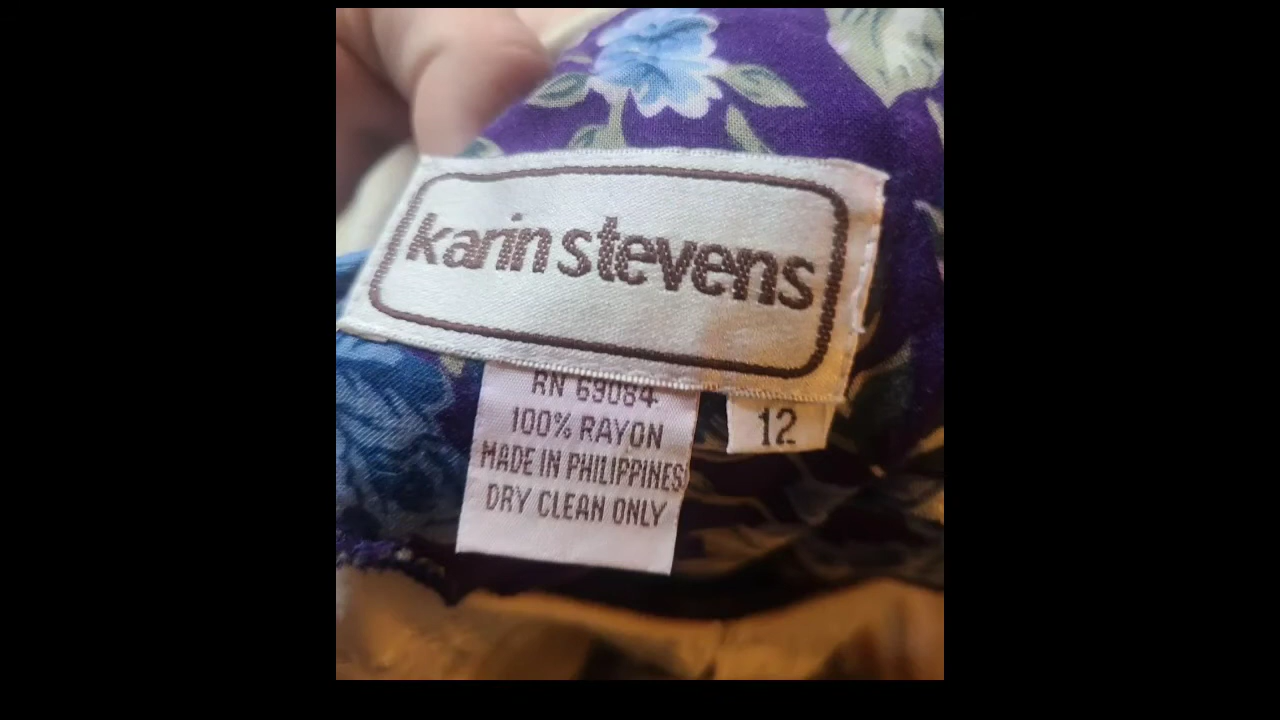 karin stevens
RN 69084
100% RAYON
MADE IN PHILIPPINES
DRY CLEAN ONLY
12